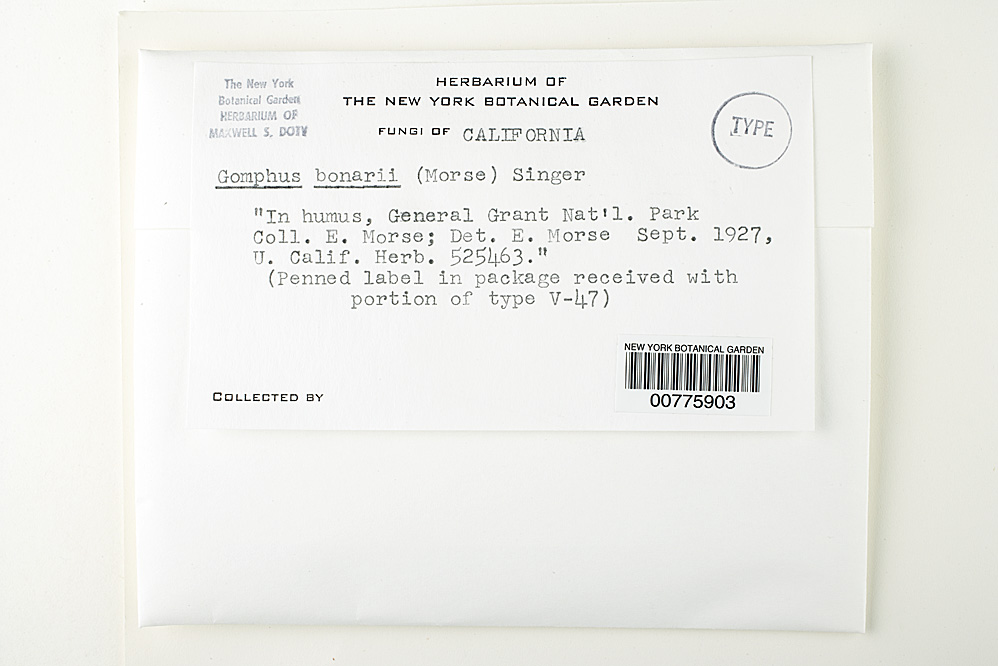 The New York
Botanical Garden
HERBARIUM OF
MAXWELL S. DOTY
HERBARIUM OF
THE NEW YORK BOTANICAL GARDEN
FUNGI OF CALIFORNIA
TYPE
Gomphus bonarii (Morse) Singer
"In humus, General Grant Nat'l. Park
Coll. E. Morse; Det. E. Morse Sept. 1927,
U. Calif. Herb. 525463."
(Penned label in package received with
portion of type V-47)
NEW YORK BOTANICAL GARDEN
00775903
COLLECTED BY